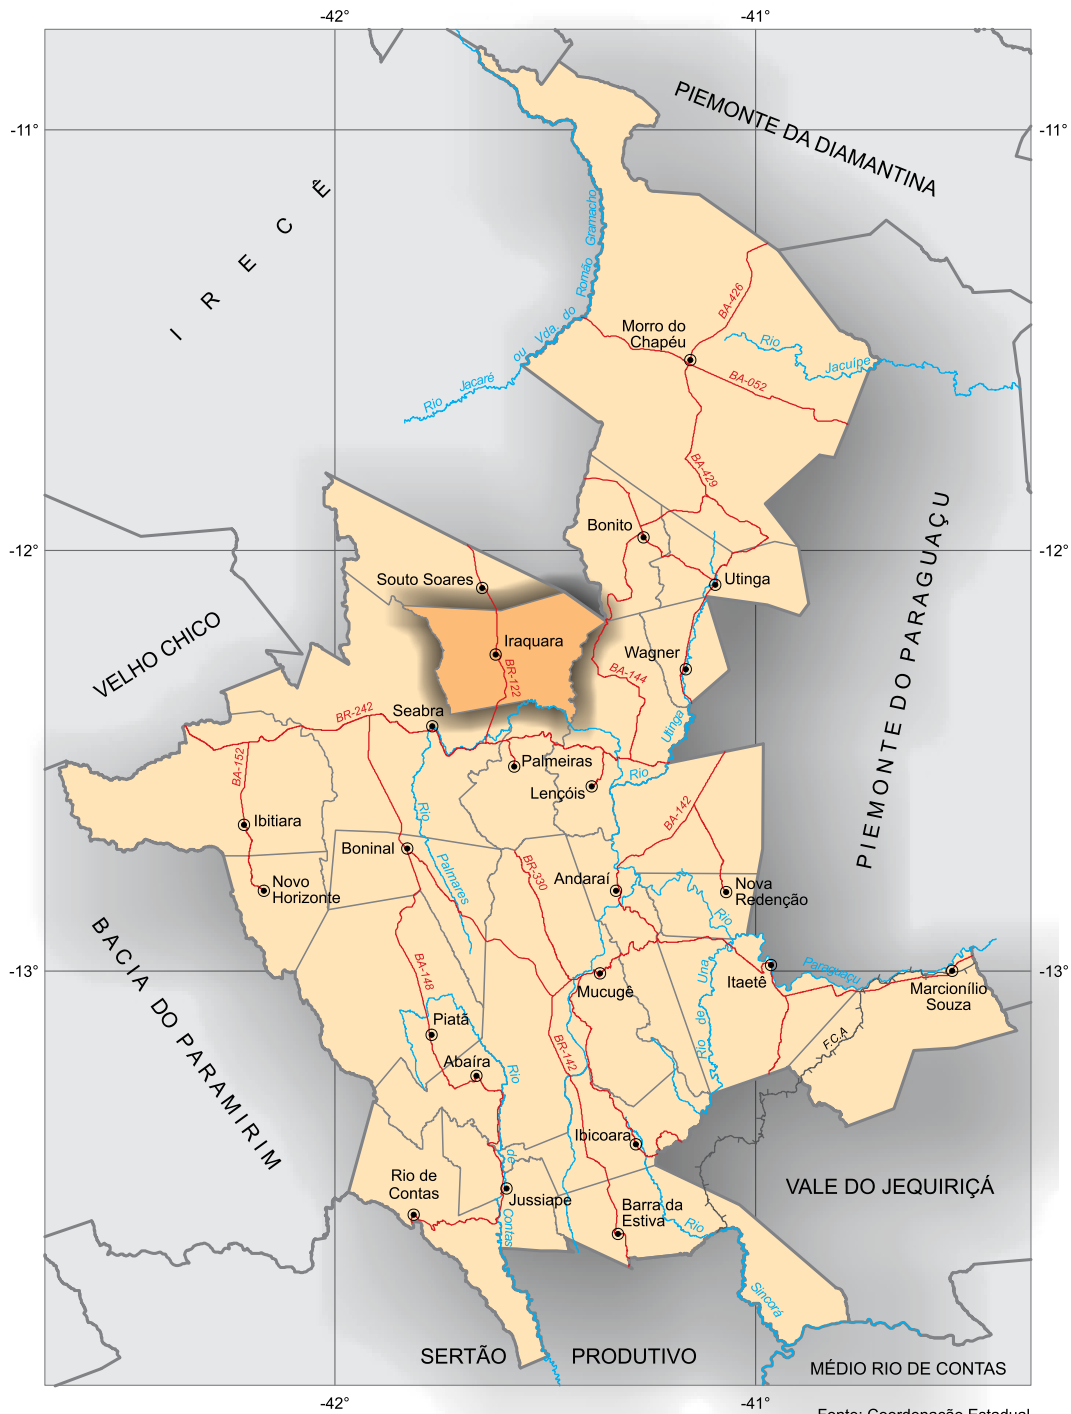 -42°
-41°
-11°
-11°
PIEMONTE DA DIAMANTINA
I R E C Ê
Rio Jacaré ou Vda. do Romão Gramacho
BA-426
Morro do
Chapéu
Rio Jacuípe
BA-052
BA-429
Bonito
-12°
-12°
Utinga
Souto Soares
Iraquara
BR-122
Wagner
BA-144
VELHO CHICO
PIEMONTE DO PARAGUAÇU
Seabra
BR-242
Rio Utinga
BA-152
Palmeiras
Lençóis
BA-142
Ibitiara
Rio Palmares
Boninal
BR-330
Andaraí
Novo
Horizonte
Nova
Redenção
Rio Paraguaçu
BACIA DO PARAMIRIM
BA-148
-13°
-13°
Mucugê
Itaetê
Marcionílio
Souza
Rio de Una
F.C.A
Piatã
Abaíra
BR-142
Rio de Contas
Ibicoara
Rio de
Contas
Jussiape
Barra da
Estiva
Rio Sincorá
VALE DO JEQUIRIÇÁ
SERTÃO PRODUTIVO
MÉDIO RIO DE CONTAS
-42°
-41°